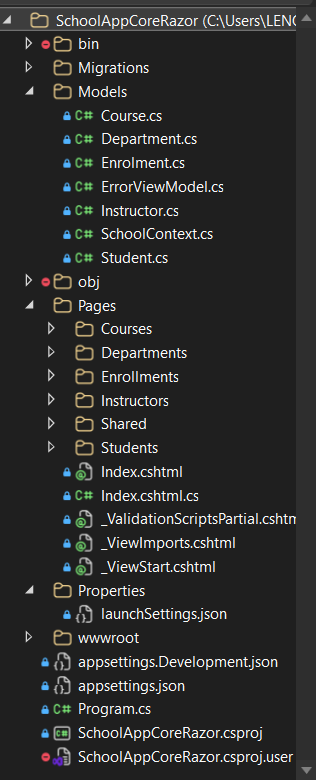 SchoolAppCoreRazor (C:\Users\LENO
bin
Migrations
Models
C# Course.cs
C# Department.cs
C# Enrolment.cs
C# ErrorViewModel.cs
C# Instructor.cs
C# SchoolContext.cs
C# Student.cs
obj
Pages
Courses
Departments
Enrollments
Instructors
Shared
Students
@ Index.cshtml
C# Index.cshtml.cs
@ _ValidationScriptsPartial.cshtm
@ _ViewImports.cshtml
@ _ViewStart.cshtml
Properties
launchSettings.json
wwwroot
appsettings.Development.json
appsettings.json
C# Program.cs
C# SchoolAppCoreRazor.csproj
SchoolAppCoreRazor.csproj.user